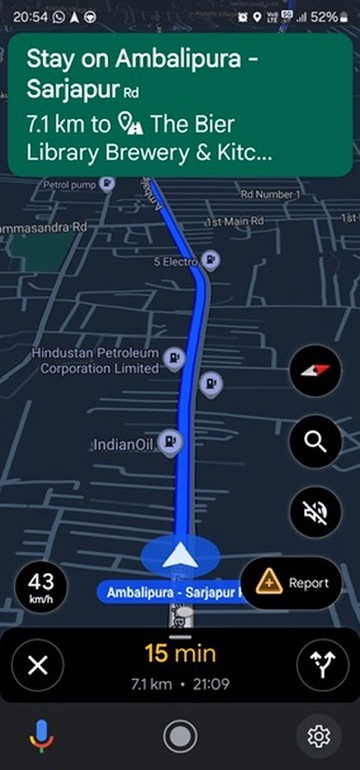 20:54 52%
Stay on Ambalipura -
Sarjapur Rd
7.1 km to The Bier
Library Brewery & Kitc...
Petrol pump
Rd Number 1
ommasandra Rd
1st Main Rd
1st
5 Electro
Hindustan Petroleum
Corporation Limited
IndianOil
43
km/h
Ambalipura - Sarjapur
Report
15 min
7.1 km • 21:09